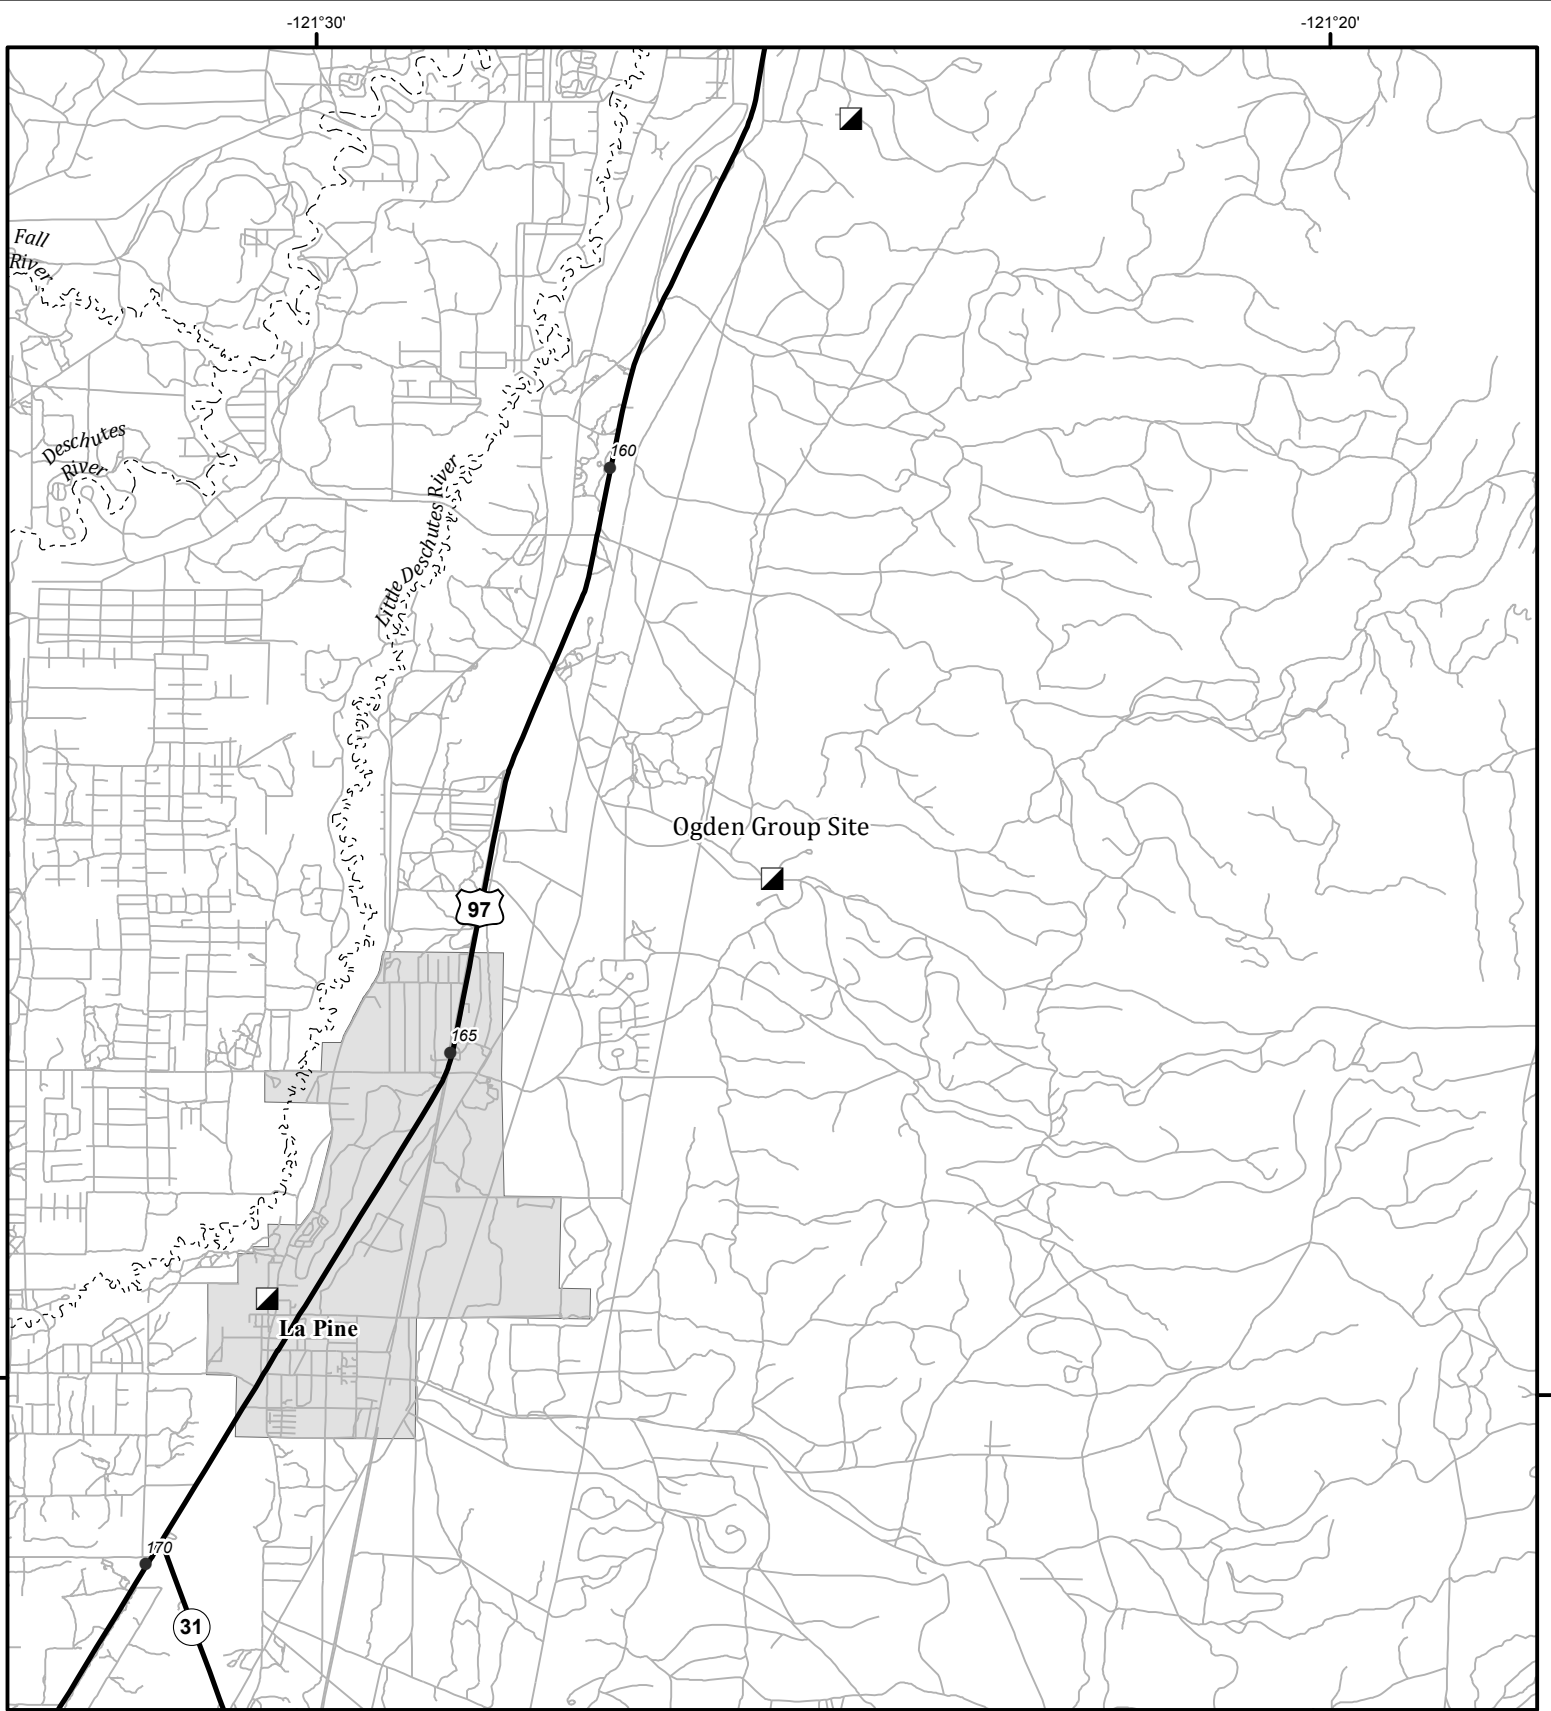 -121°30'
-121°20'
Fall
River
Deschutes
River
160
Little Deschutes River
Ogden Group Site
97
165
La Pine
170
31